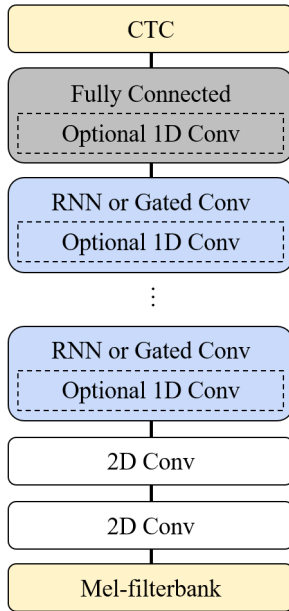 CTC
Fully Connected
Optional 1D Conv
RNN or Gated Conv
Optional 1D Conv
⋮
RNN or Gated Conv
Optional 1D Conv
2D Conv
2D Conv
Mel-filterbank